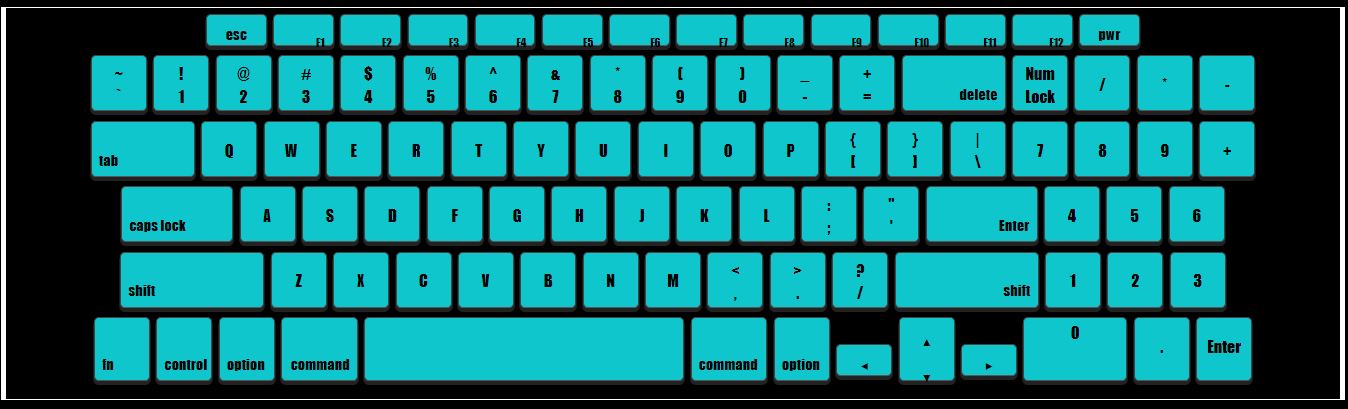 esc F1 F2 F3 F4 F5 F6 F7 F8 F9 F10 F11 F12 pwr
~ ! @ # $ % ^ & * ( ) _ + Num / * -
` 1 2 3 4 5 6 7 8 9 0 - = delete Lock
tab Q W E R T Y U I O P { } | 7 8 9 +
[ ] \
caps lock A S D F G H J K L : " Enter 4 5 6
; '
shift Z X C V B N M < > ? shift 1 2 3
, . /
fn control option command command option ◄ ▲ ► 0 . Enter
▼